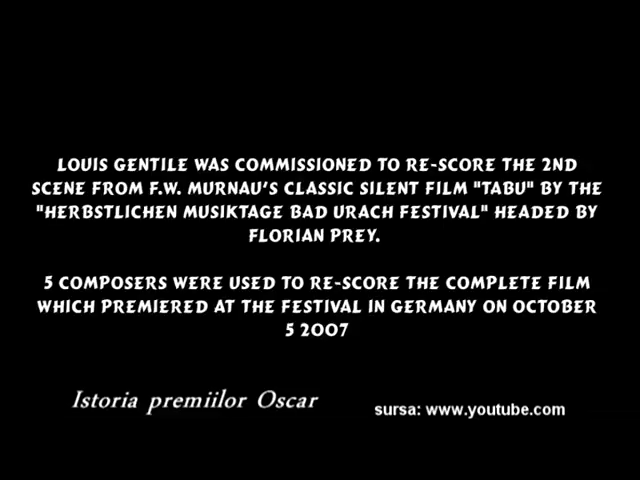 LOUIS GENTILE WAS COMMISSIONED TO RE-SCORE THE 2ND
SCENE FROM F.W. MURNAU'S CLASSIC SILENT FILM "TABU" BY THE
"HERBSTLICHEN MUSIKTAGE BAD URACH FESTIVAL" HEADED BY
FLORIAN PREY.
5 COMPOSERS WERE USED TO RE-SCORE THE COMPLETE FILM
WHICH PREMIERED AT THE FESTIVAL IN GERMANY ON OCTOBER
5 2007
Istoria premiilor Oscar
sursa: www.youtube.com